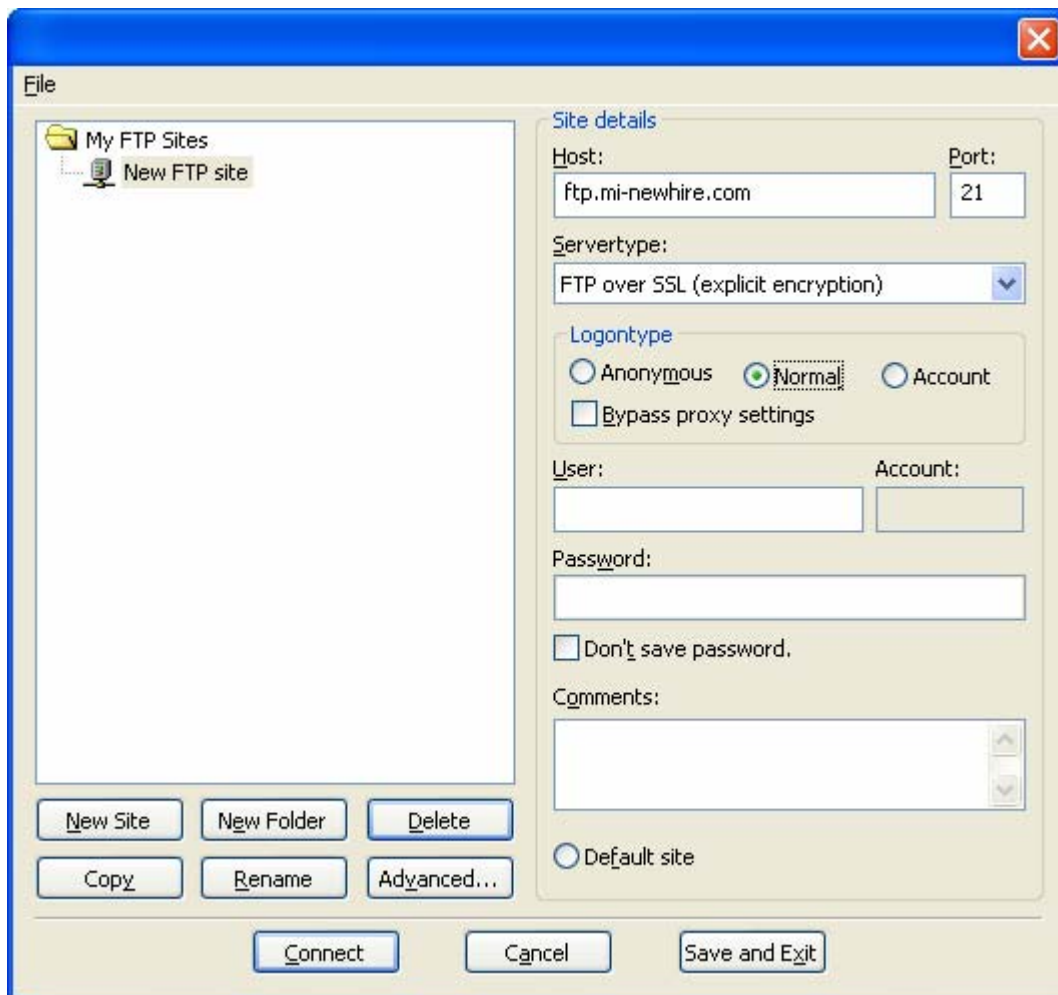 File
My FTP Sites
New FTP site
Site details
Host:
Port:
ftp.mi-newhire.com
21
Servertype:
FTP over SSL (explicit encryption)
Logontype
Anonymous
Normal
Account
Bypass proxy settings
User:
Account:
Password:
Don't save password.
Comments:
Default site
New Site
New Folder
Delete
Copy
Rename
Advanced...
Connect
Cancel
Save and Exit